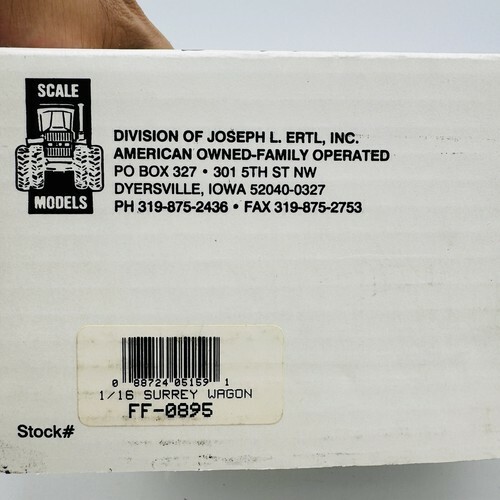 SCALE
MODELS
DIVISION OF JOSEPH L. ERTL, INC.
AMERICAN OWNED-FAMILY OPERATED
PO BOX 327 • 301 5TH ST NW
DYERSVILLE, IOWA 52040-0327
PH 319-875-2436 • FAX 319-875-2753
0 88724 05159 1
1/16 SURREY WAGON
FF-0895
Stock#